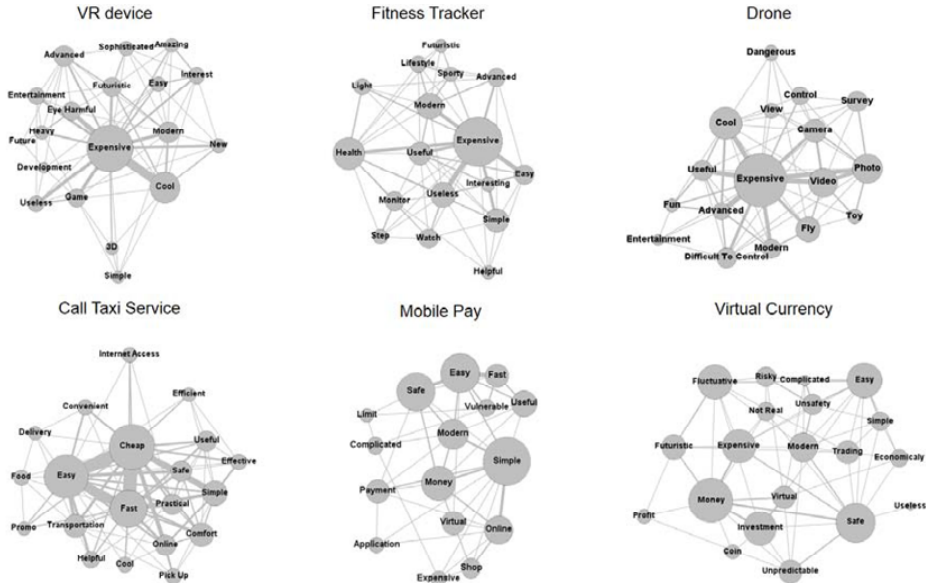 VR device
Sophisticated
Amazing
Advanced
Interest
Futuristic
Easy
Entertainment
Eye Harmful
Heavy
Modern
Future
Expensive
New
Development
Cool
Useless
Game
3D
Simple
Fitness Tracker
Futuristic
Lifestyle
Sporty
Advanced
Light
Modern
Expensive
Health
Useful
Easy
Interesting
Useless
Monitor
Simple
Step
Watch
Helpful
Drone
Dangerous
Control
Survey
View
Cool
Camera
Useful
Photo
Expensive
Video
Fun
Advanced
Toy
Fly
Entertainment
Modern
Difficult To Control
Call Taxi Service
Internet Access
Efficient
Convenient
Delivery
Cheap
Useful
Effective
Food
Easy
Safe
Simple
Practical
Fast
Promo
Transportation
Comfort
Online
Helpful
Cool
Pick Up
Mobile Pay
Easy
Fast
Safe
Useful
Limit
Vulnerable
Modern
Complicated
Simple
Money
Payment
Virtual
Online
Application
Shop
Expensive
Virtual Currency
Fluctuative
Risky
Complicated
Easy
Unsafety
Not Real
Simple
Futuristic
Expensive
Modern
Trading
Economicaly
Money
Virtual
Useless
Profit
Investment
Safe
Coin
Unpredictable